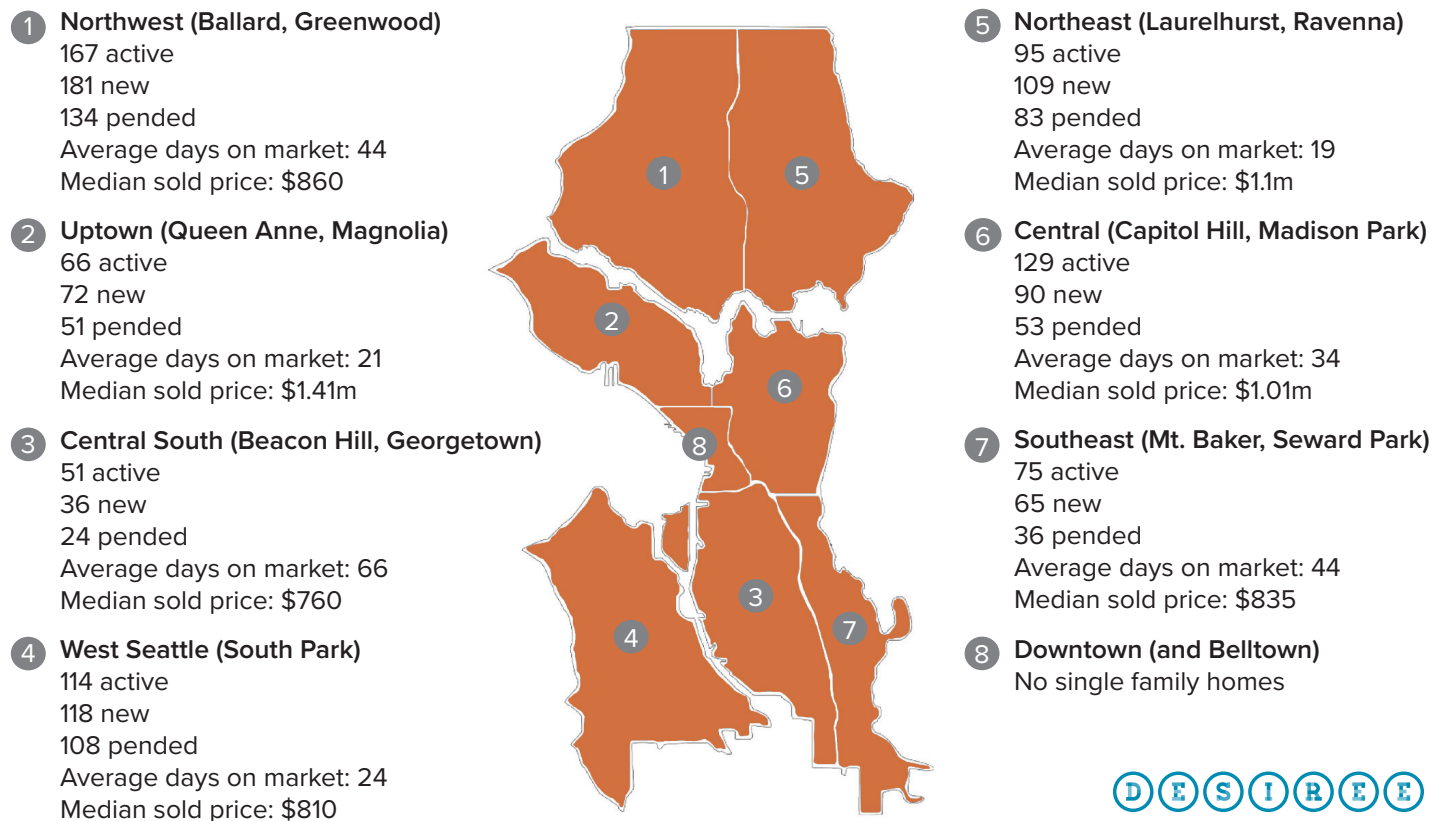 1 Northwest (Ballard, Greenwood)
167 active
181 new
134 pended
Average days on market: 44
Median sold price: $860
2 Uptown (Queen Anne, Magnolia)
66 active
72 new
51 pended
Average days on market: 21
Median sold price: $1.41m
3 Central South (Beacon Hill, Georgetown)
51 active
36 new
24 pended
Average days on market: 66
Median sold price: $760
4 West Seattle (South Park)
114 active
118 new
108 pended
Average days on market: 24
Median sold price: $810
1
5
2
6
8
3
4
7
5 Northeast (Laurelhurst, Ravenna)
95 active
109 new
83 pended
Average days on market: 19
Median sold price: $1.1m
6 Central (Capitol Hill, Madison Park)
129 active
90 new
53 pended
Average days on market: 34
Median sold price: $1.01m
7 Southeast (Mt. Baker, Seward Park)
75 active
65 new
36 pended
Average days on market: 44
Median sold price: $835
8 Downtown (and Belltown)
No single family homes
DESIREE